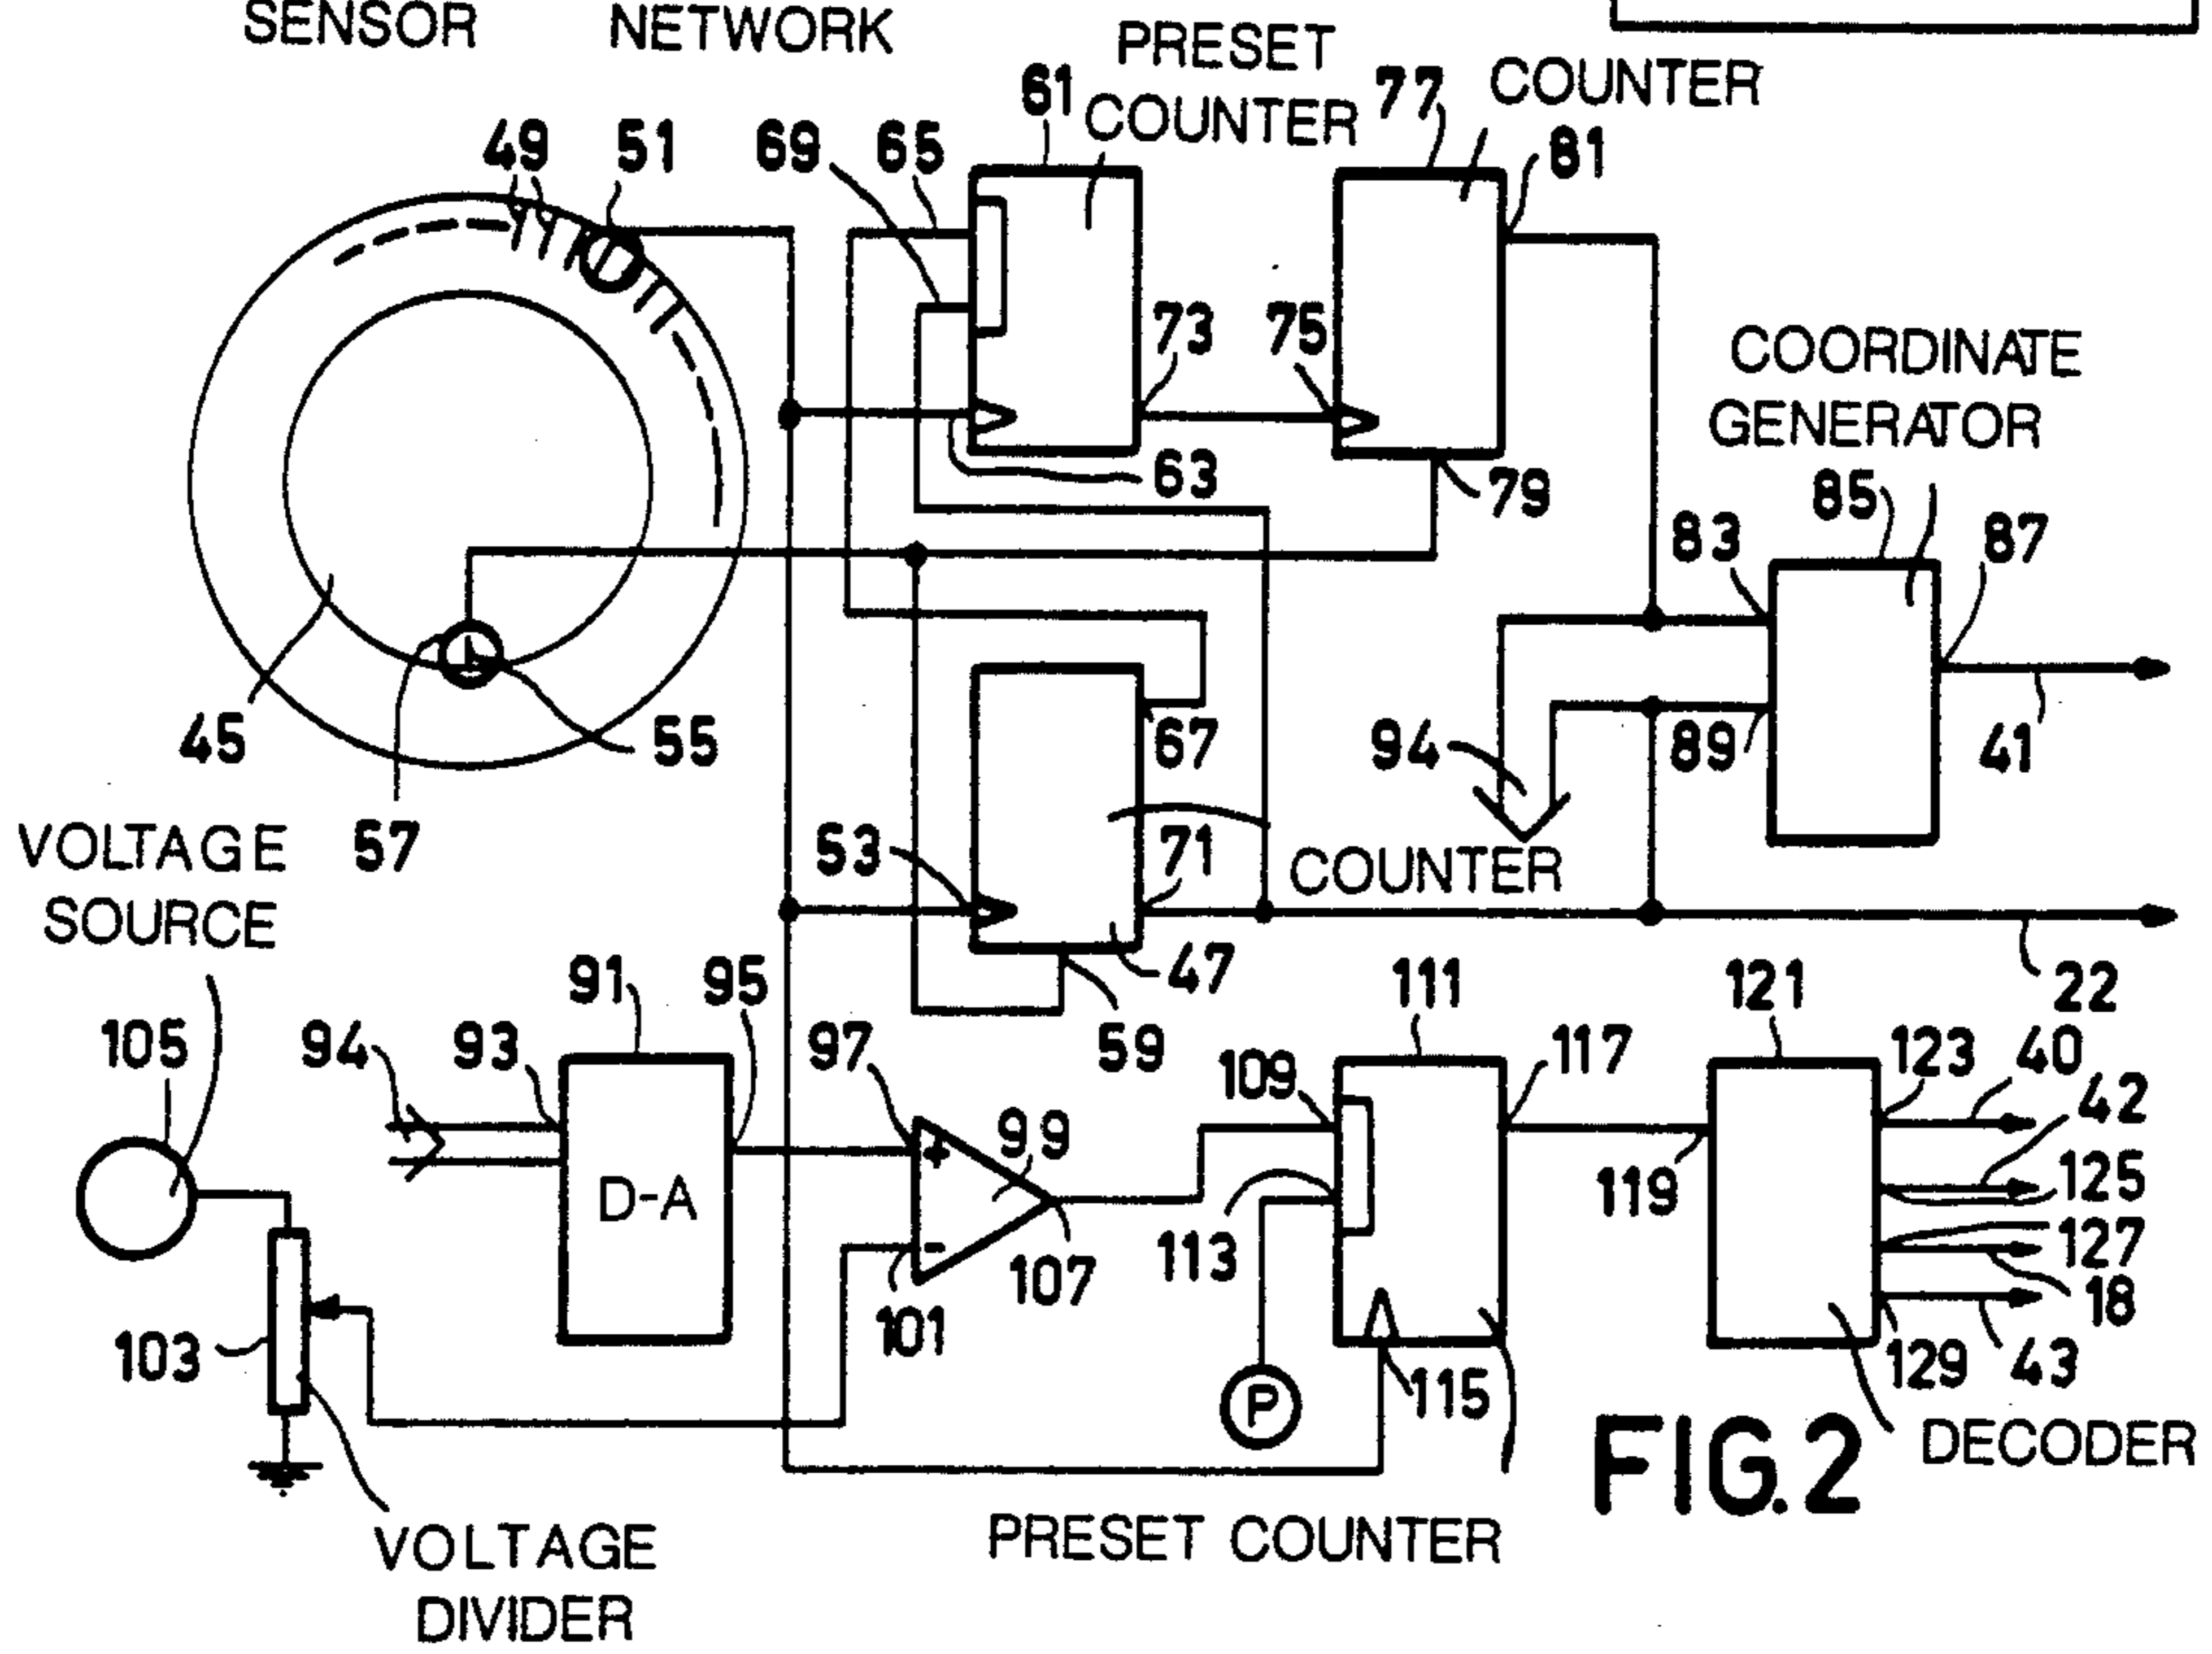 SENSOR NETWORK
PRESET
COUNTER
COUNTER
61
77
81
49 51 69 65
73 75
COORDINATE
GENERATOR
63
79
85
83
87
45
55
67
94
89
41
VOLTAGE
SOURCE
57
53
71
COUNTER
47
59
22
91
95
111
121
105
94
93
97
99
109
117
123
40
42
D-A
119
125
127
18
113
107
101
103
P
115
129
43
FIG.2
DECODER
PRESET COUNTER
VOLTAGE
DIVIDER